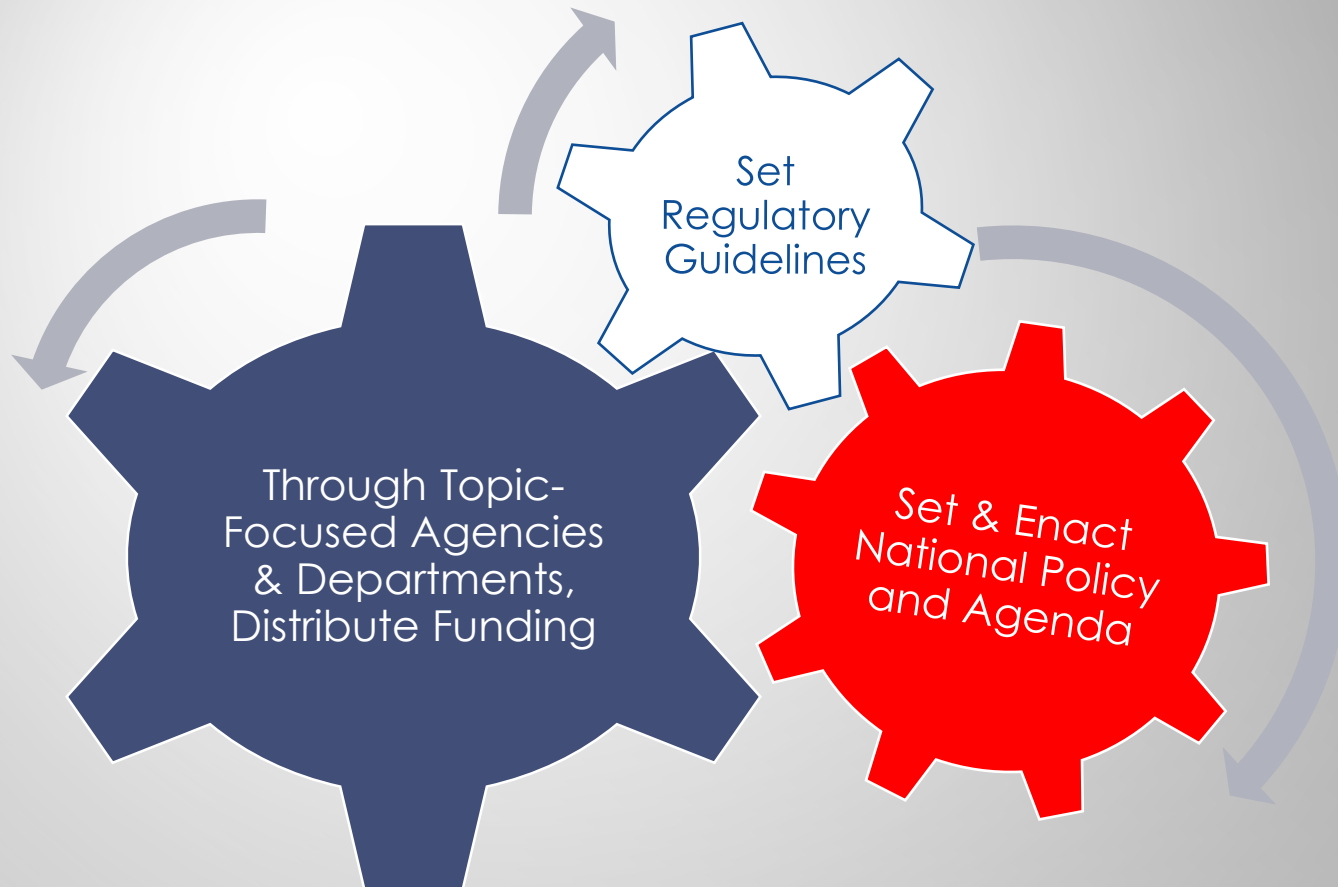 Set
Regulatory
Guidelines
Through Topic-
Focused Agencies
& Departments,
Distribute Funding
Set & Enact
National Policy
and Agenda